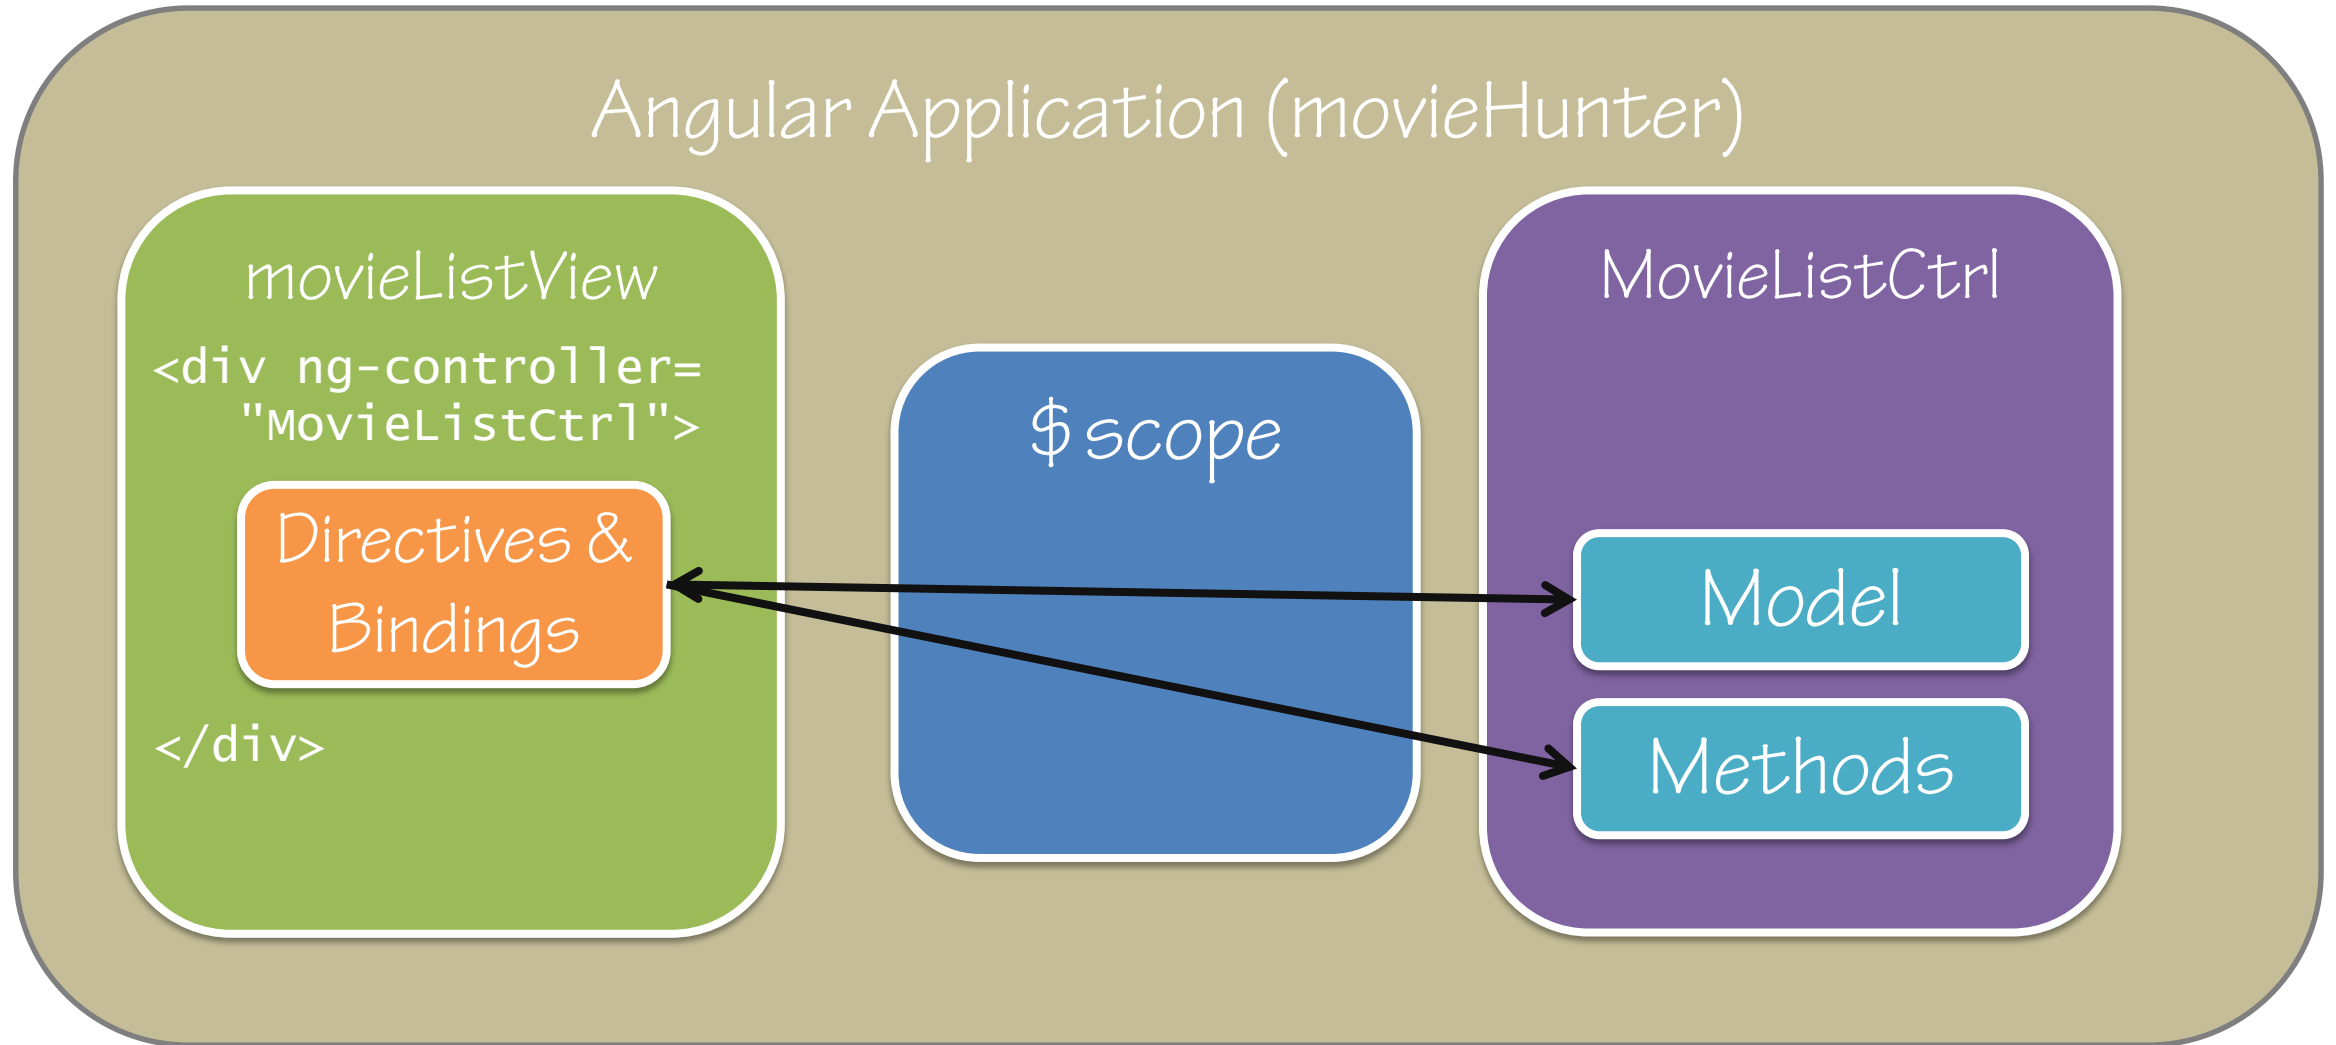 Angular Application (movieHunter)
movieListView
<div ng-controller=
"MovieListCtrl">
Directives &
Bindings
</div>
$scope
MovieListCtrl
Model
Methods